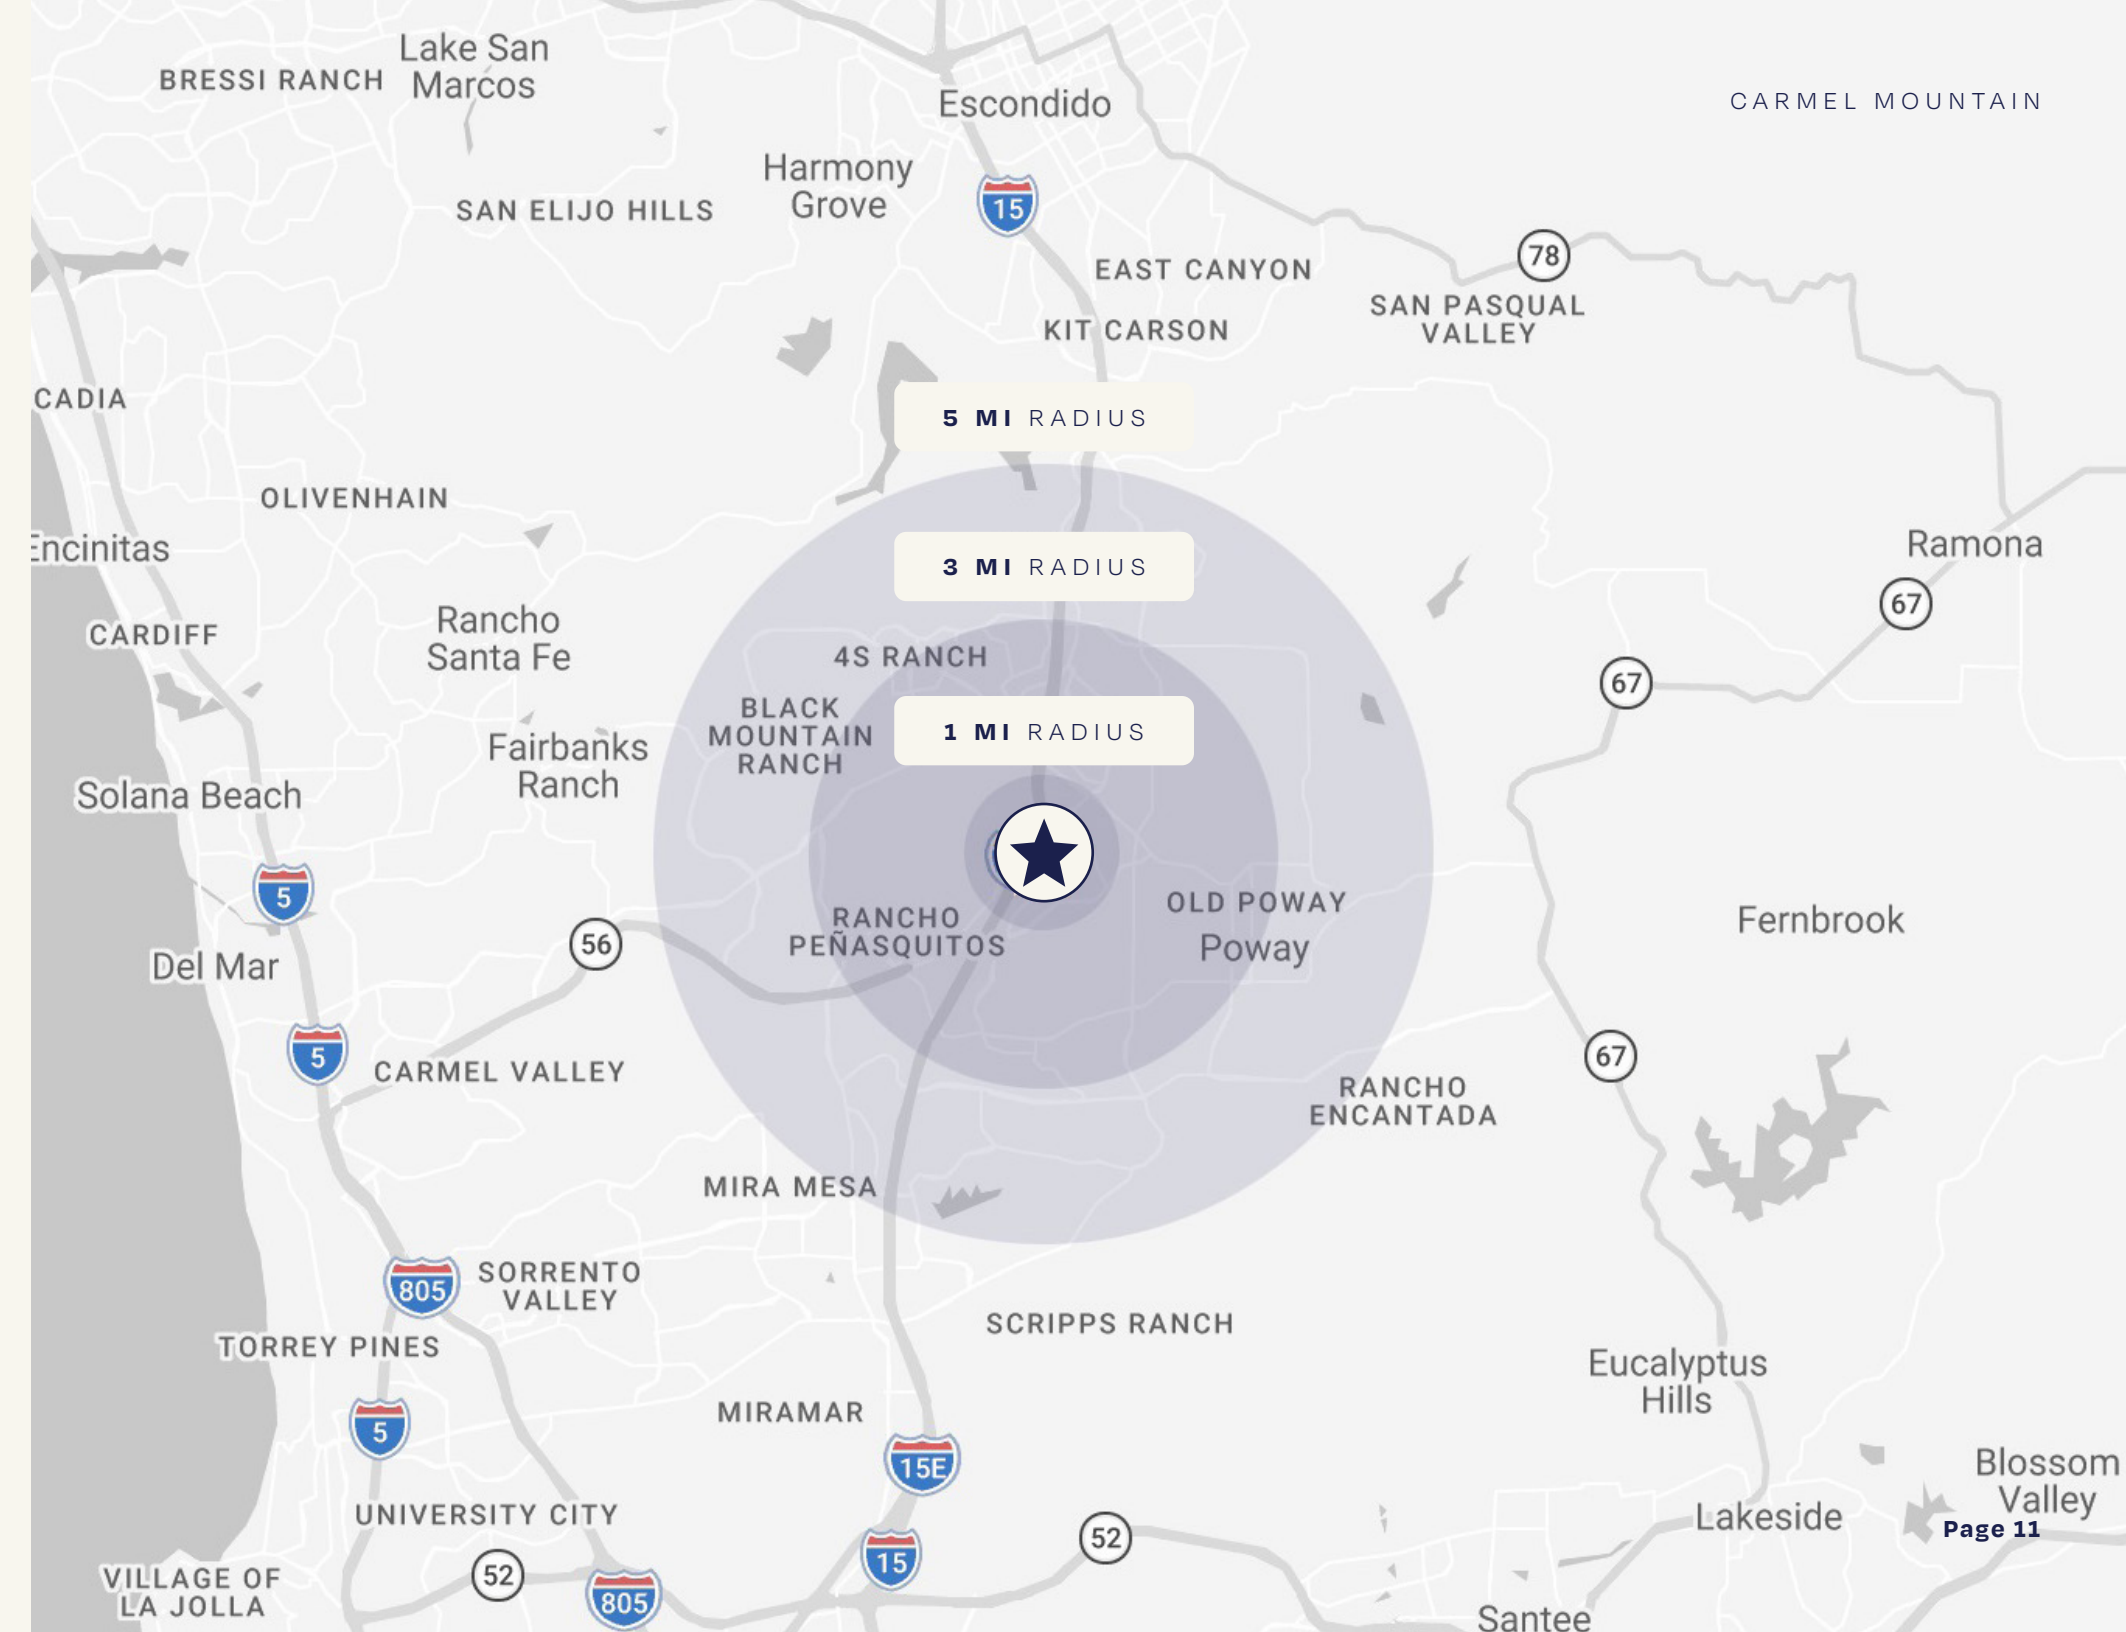 Lake San
Marcos
BRESSI RANCH
CARMEL MOUNTAIN
Escondido
Harmony
Grove
SAN ELIJO HILLS
15
EAST CANYON
78
SAN PASQUAL
VALLEY
KIT CARSON
CADIA
5 MI RADIUS
OLIVENHAIN
Encinitas
Ramona
3 MI RADIUS
67
Rancho
Santa Fe
CARDIFF
4S RANCH
67
BLACK
MOUNTAIN
RANCH
1 MI RADIUS
Fairbanks
Ranch
Solana Beach
5
OLD POWAY
Poway
RANCHO
PEÑASQUITOS
Fernbrook
56
Del Mar
5
CARMEL VALLEY
67
RANCHO
ENCANTADA
MIRA MESA
805
SORRENTO
VALLEY
SCRIPPS RANCH
TORREY PINES
Eucalyptus
Hills
5
MIRAMAR
15E
Blossom
Valley
UNIVERSITY CITY
Lakeside
Page 11
52
15
52
805
VILLAGE OF
LA JOLLA
Santee